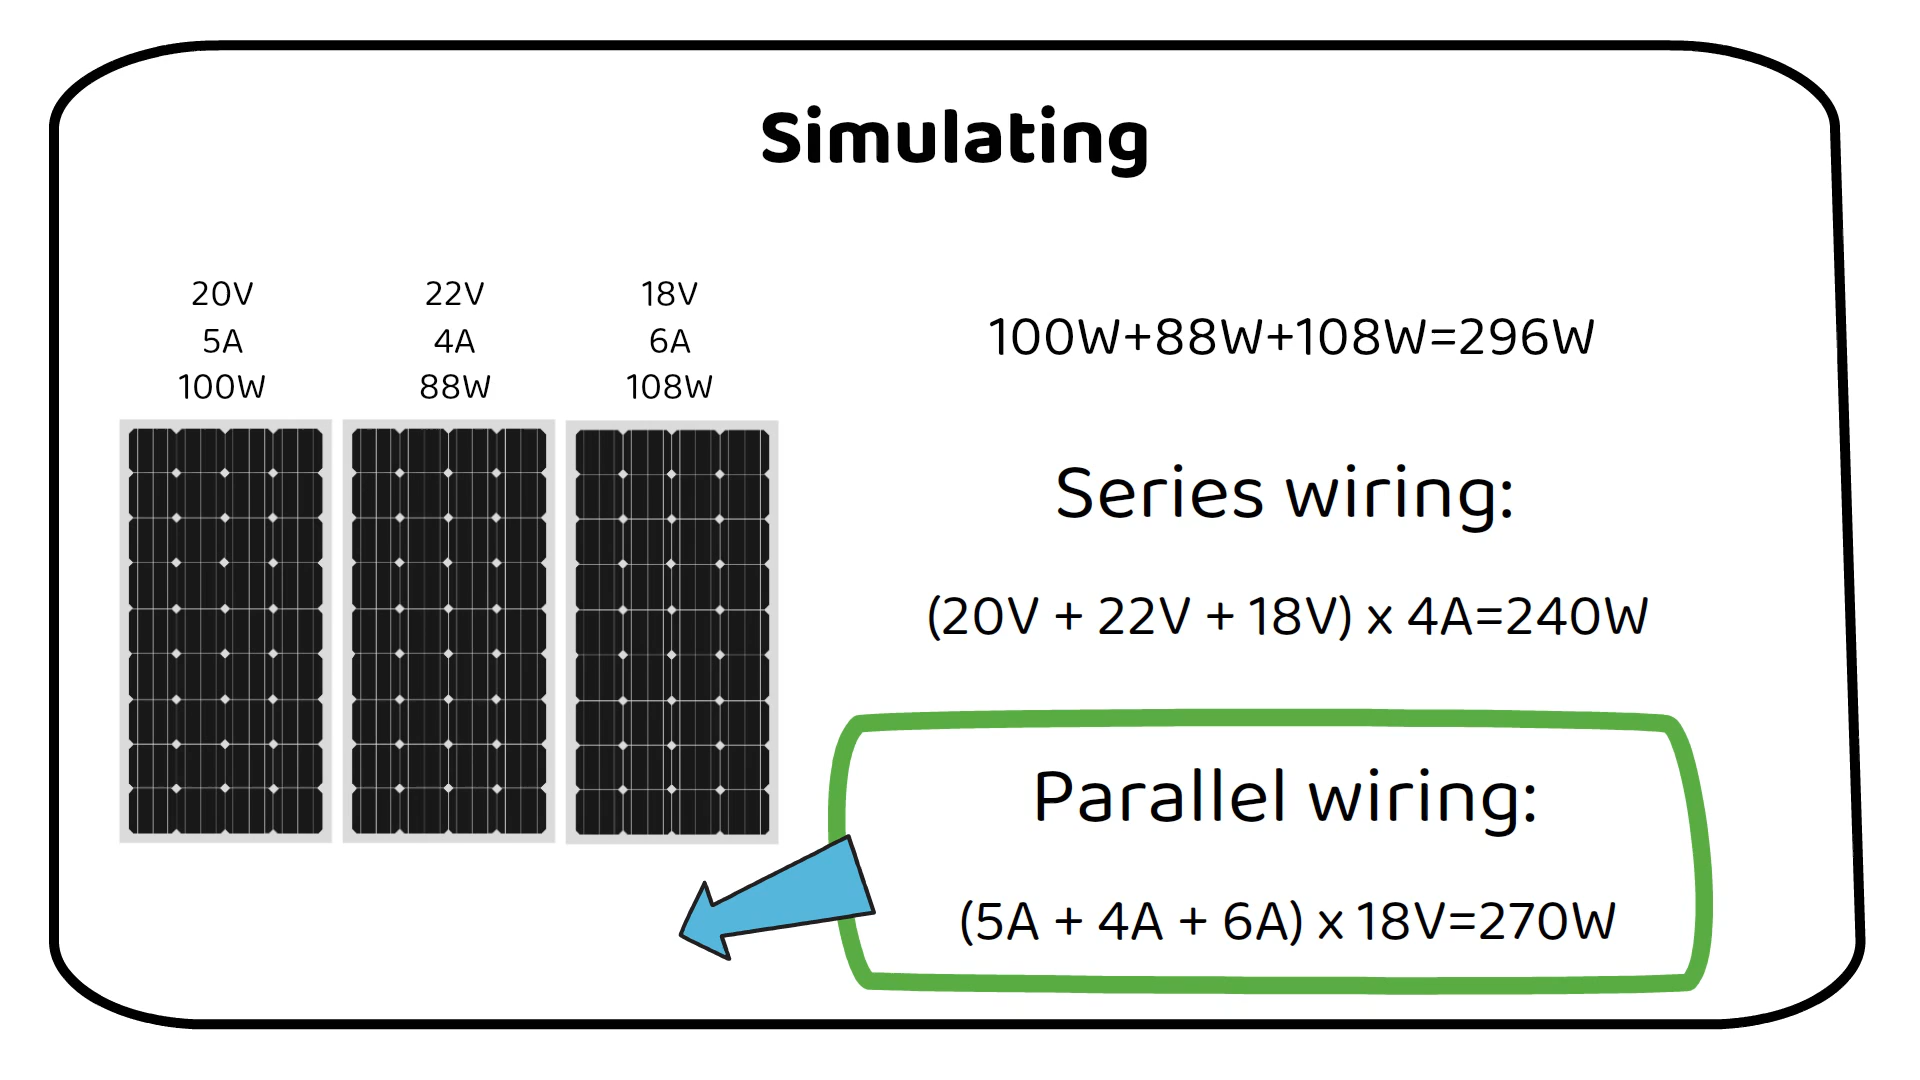 Simulating
20V
5A
100W
22V
4A
88W
18V
6A
108W
100W+88W+108W=296W
Series wiring:
(20V + 22V + 18V) x 4A=240W
Parallel wiring:
(5A + 4A + 6A) x 18V=270W